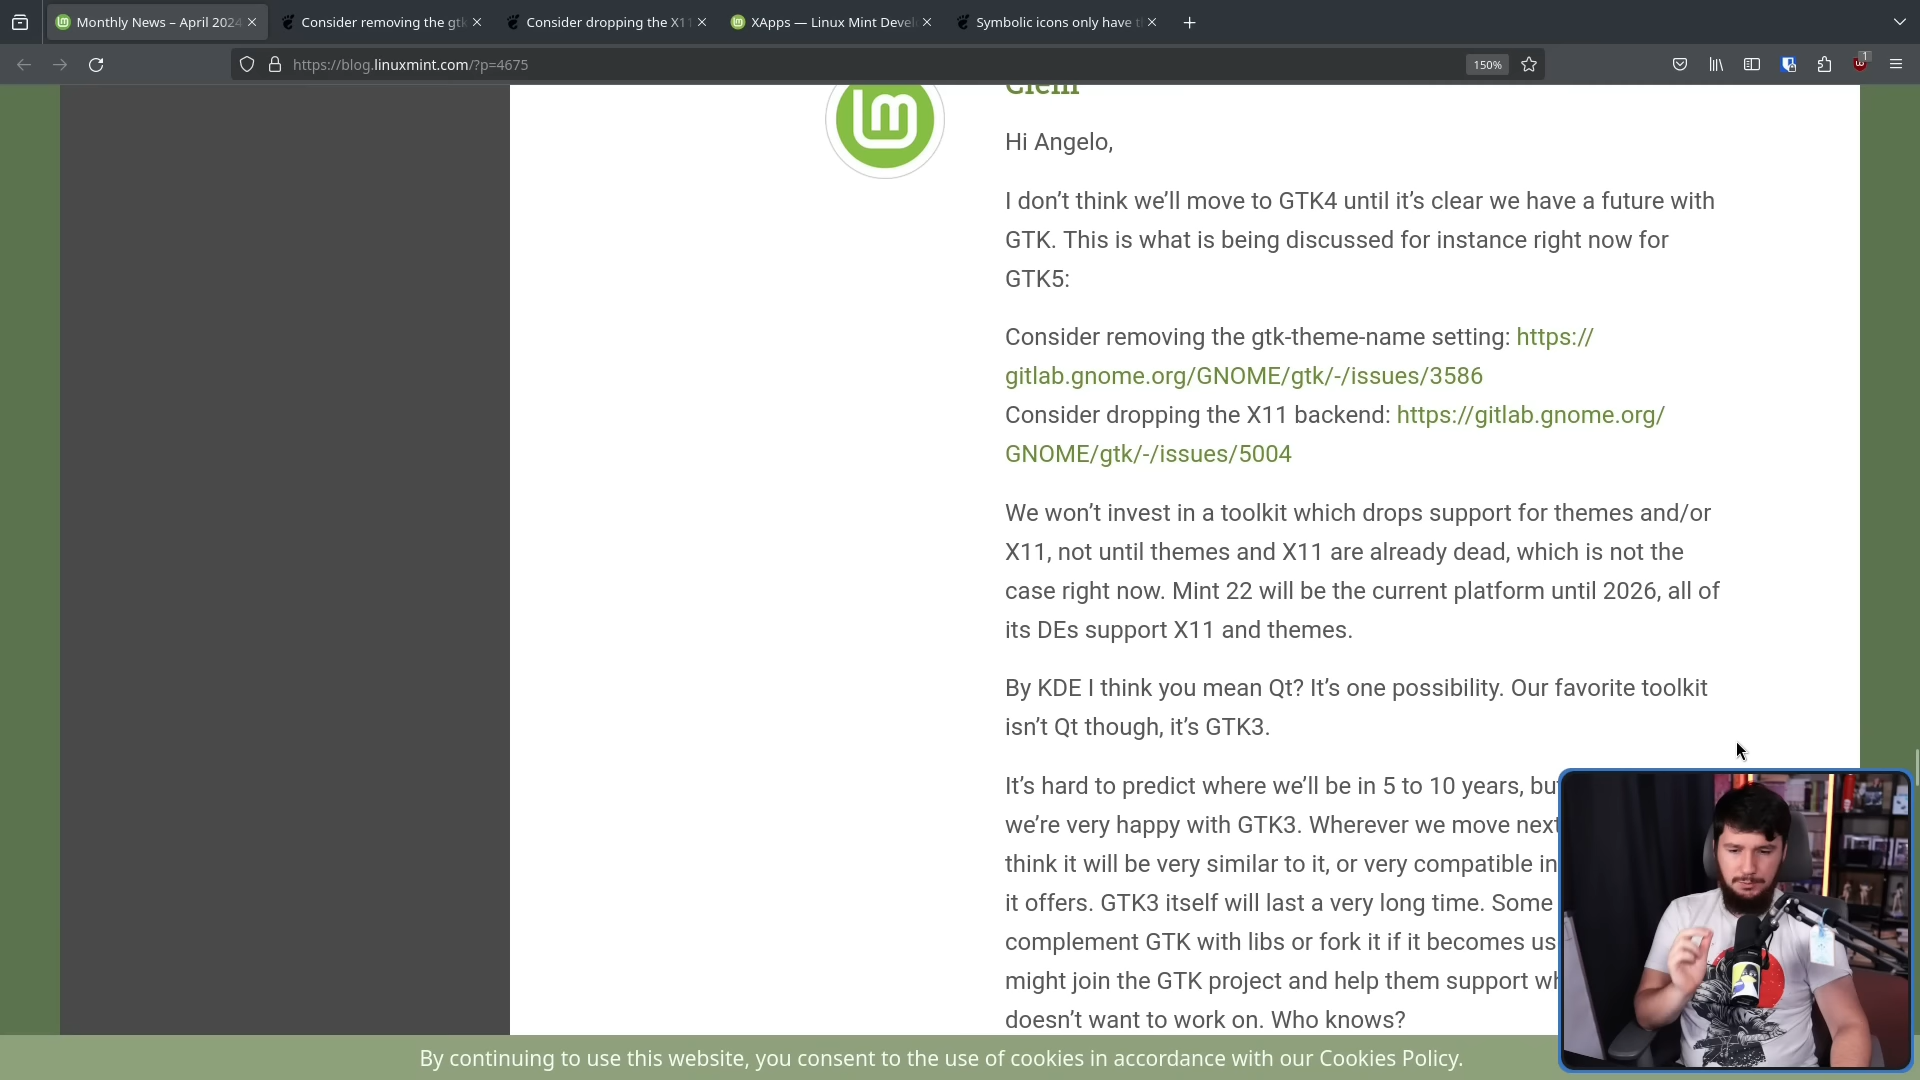 Monthly News – April 2024
Consider removing the gtk
Consider dropping the X11
XApps — Linux Mint Devel
Symbolic icons only have t
https://blog.linuxmint.com/?p=4675
150%
1
Clem
Hi Angelo,
I don’t think we’ll move to GTK4 until it’s clear we have a future with
GTK. This is what is being discussed for instance right now for
GTK5:
Consider removing the gtk-theme-name setting: https://
gitlab.gnome.org/GNOME/gtk/-/issues/3586
Consider dropping the X11 backend: https://gitlab.gnome.org/
GNOME/gtk/-/issues/5004
We won’t invest in a toolkit which drops support for themes and/or
X11, not until themes and X11 are already dead, which is not the
case right now. Mint 22 will be the current platform until 2026, all of
its DEs support X11 and themes.
By KDE I think you mean Qt? It’s one possibility. Our favorite toolkit
isn’t Qt though, it’s GTK3.
It’s hard to predict where we’ll be in 5 to 10 years, but
we’re very happy with GTK3. Wherever we move next
think it will be very similar to it, or very compatible in
it offers. GTK3 itself will last a very long time. Some
complement GTK with libs or fork it if it becomes us
might join the GTK project and help them support wh
doesn’t want to work on. Who knows?
By continuing to use this website, you consent to the use of cookies in accordance with our Cookies Policy.